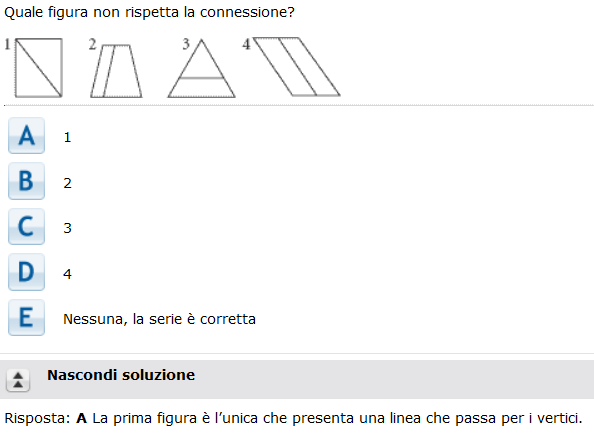 Quale figura non rispetta la connessione?
1 2 3 4
A 1
B 2
C 3
D 4
E Nessuna, la serie è corretta
Nascondi soluzione
Risposta: A La prima figura è l’unica che presenta una linea che passa per i vertici.